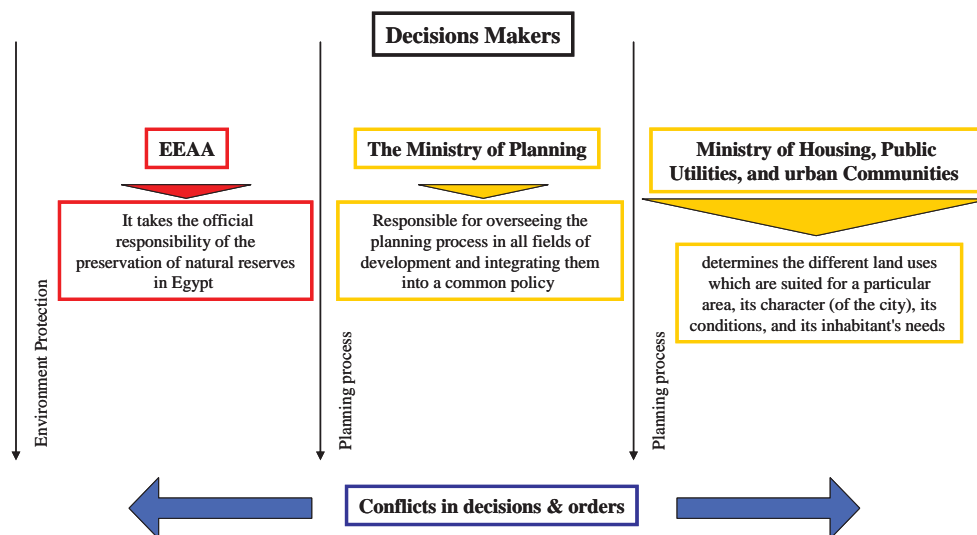 Decisions Makers
EEAA
It takes the official
responsibility of the
preservation of natural reserves
in Egypt
Environment Protection
The Ministry of Planning
Responsible for overseeing the
planning process in all fields of
development and integrating them
into a common policy
Planning process
Ministry of Housing, Public
Utilities, and urban Communities
determines the different land uses
which are suited for a particular
area, its character (of the city), its
conditions, and its inhabitant's needs
Planning process
Conflicts in decisions & orders